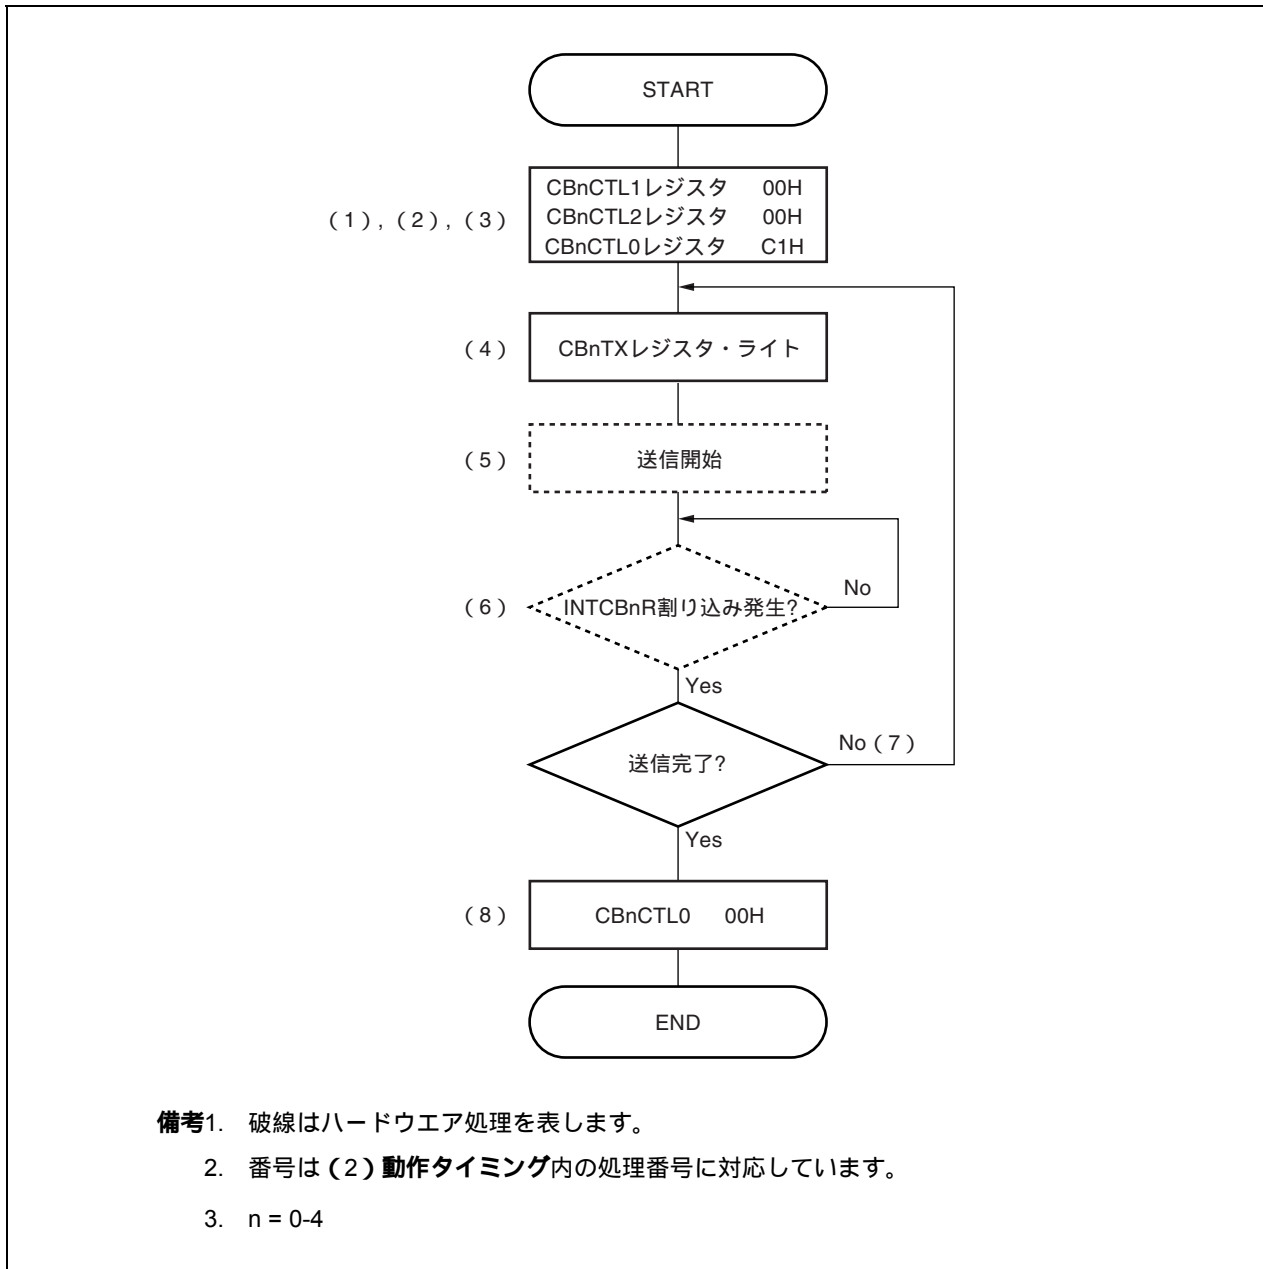 START
CBnCTL1レジスタ 00H
CBnCTL2レジスタ 00H
(1), (2), (3)
CBnCTL0レジスタ C1H
(4)
CBnTXレジスタ・ライト
(5)
送信開始
(6)
INTCBnR割り込み発生?
No
Yes
送信完了?
No(7)
Yes
(8)
CBnCTL0 00H
END
備考1. 破線はハードウエア処理を表します。
2. 番号は(2)動作タイミング内の処理番号に対応しています。
3. n = 0-4